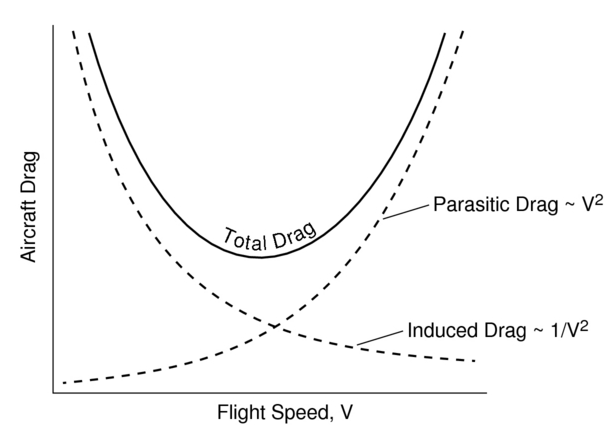 Aircraft Drag
Total Drag
Parasitic Drag ~ V²
Induced Drag ~ 1/V²
Flight Speed, V